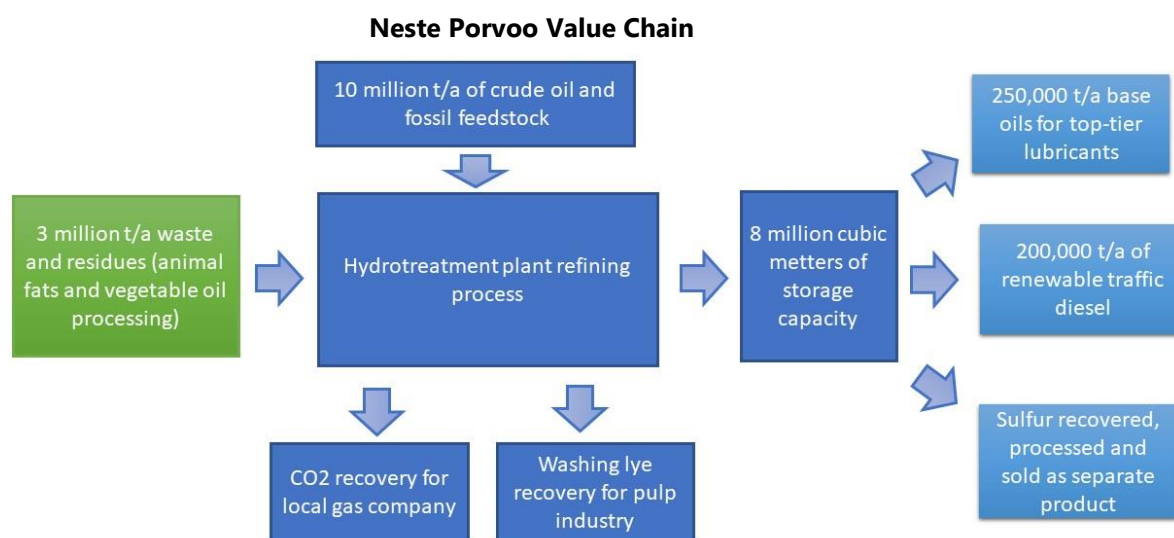 Neste Porvoo Value Chain
10 million t/a of crude oil and
fossil feedstock
250,000 t/a base
oils for top-tier
lubricants
3 million t/a waste
and residues (animal
fats and vegetable oil
processing)
Hydrotreatment plant refining
process
8 million cubic
metters of
storage
capacity
200,000 t/a of
renewable traffic
diesel
CO2 recovery for
local gas company
Washing lye
recovery for pulp
industry
Sulfur recovered,
processed and
sold as separate
product